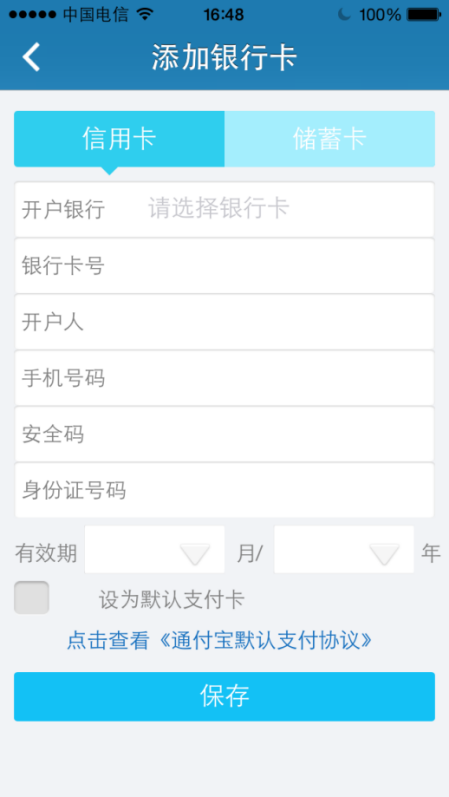 中国电信 16:48 100%
添加银行卡
信用卡 储蓄卡
开户银行 请选择银行卡
银行卡号
开户人
手机号码
安全码
身份证号码
有效期 月/ 年
设为默认支付卡
点击查看《通付宝默认支付协议》
保存